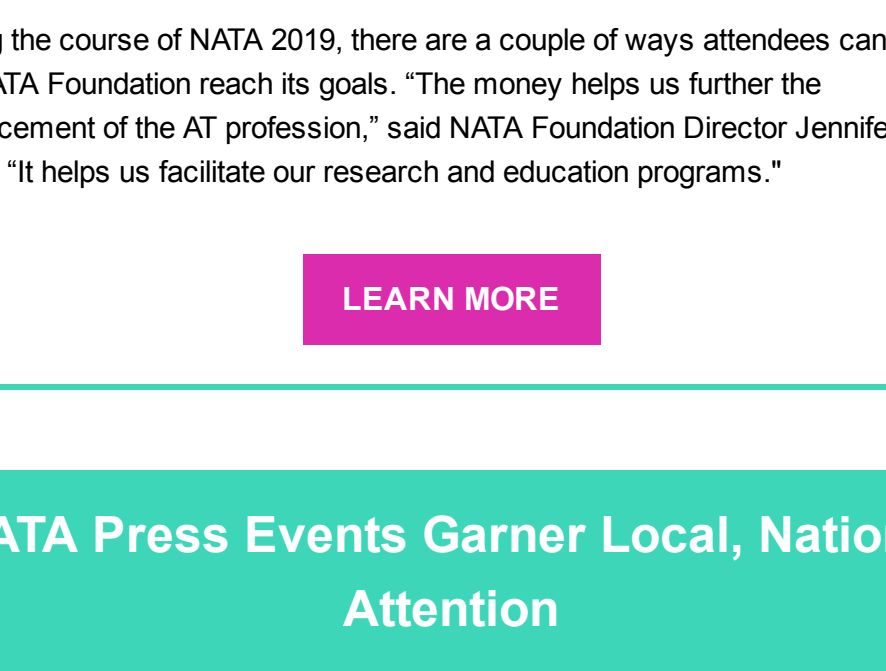 g the course of NATA 2019, there are a couple of ways attendees can
ATA Foundation reach its goals. “The money helps us further the
cement of the AT profession,” said NATA Foundation Director Jennife
“It helps us facilitate our research and education programs."
LEARN MORE
ATA Press Events Garner Local, Nation
Attention